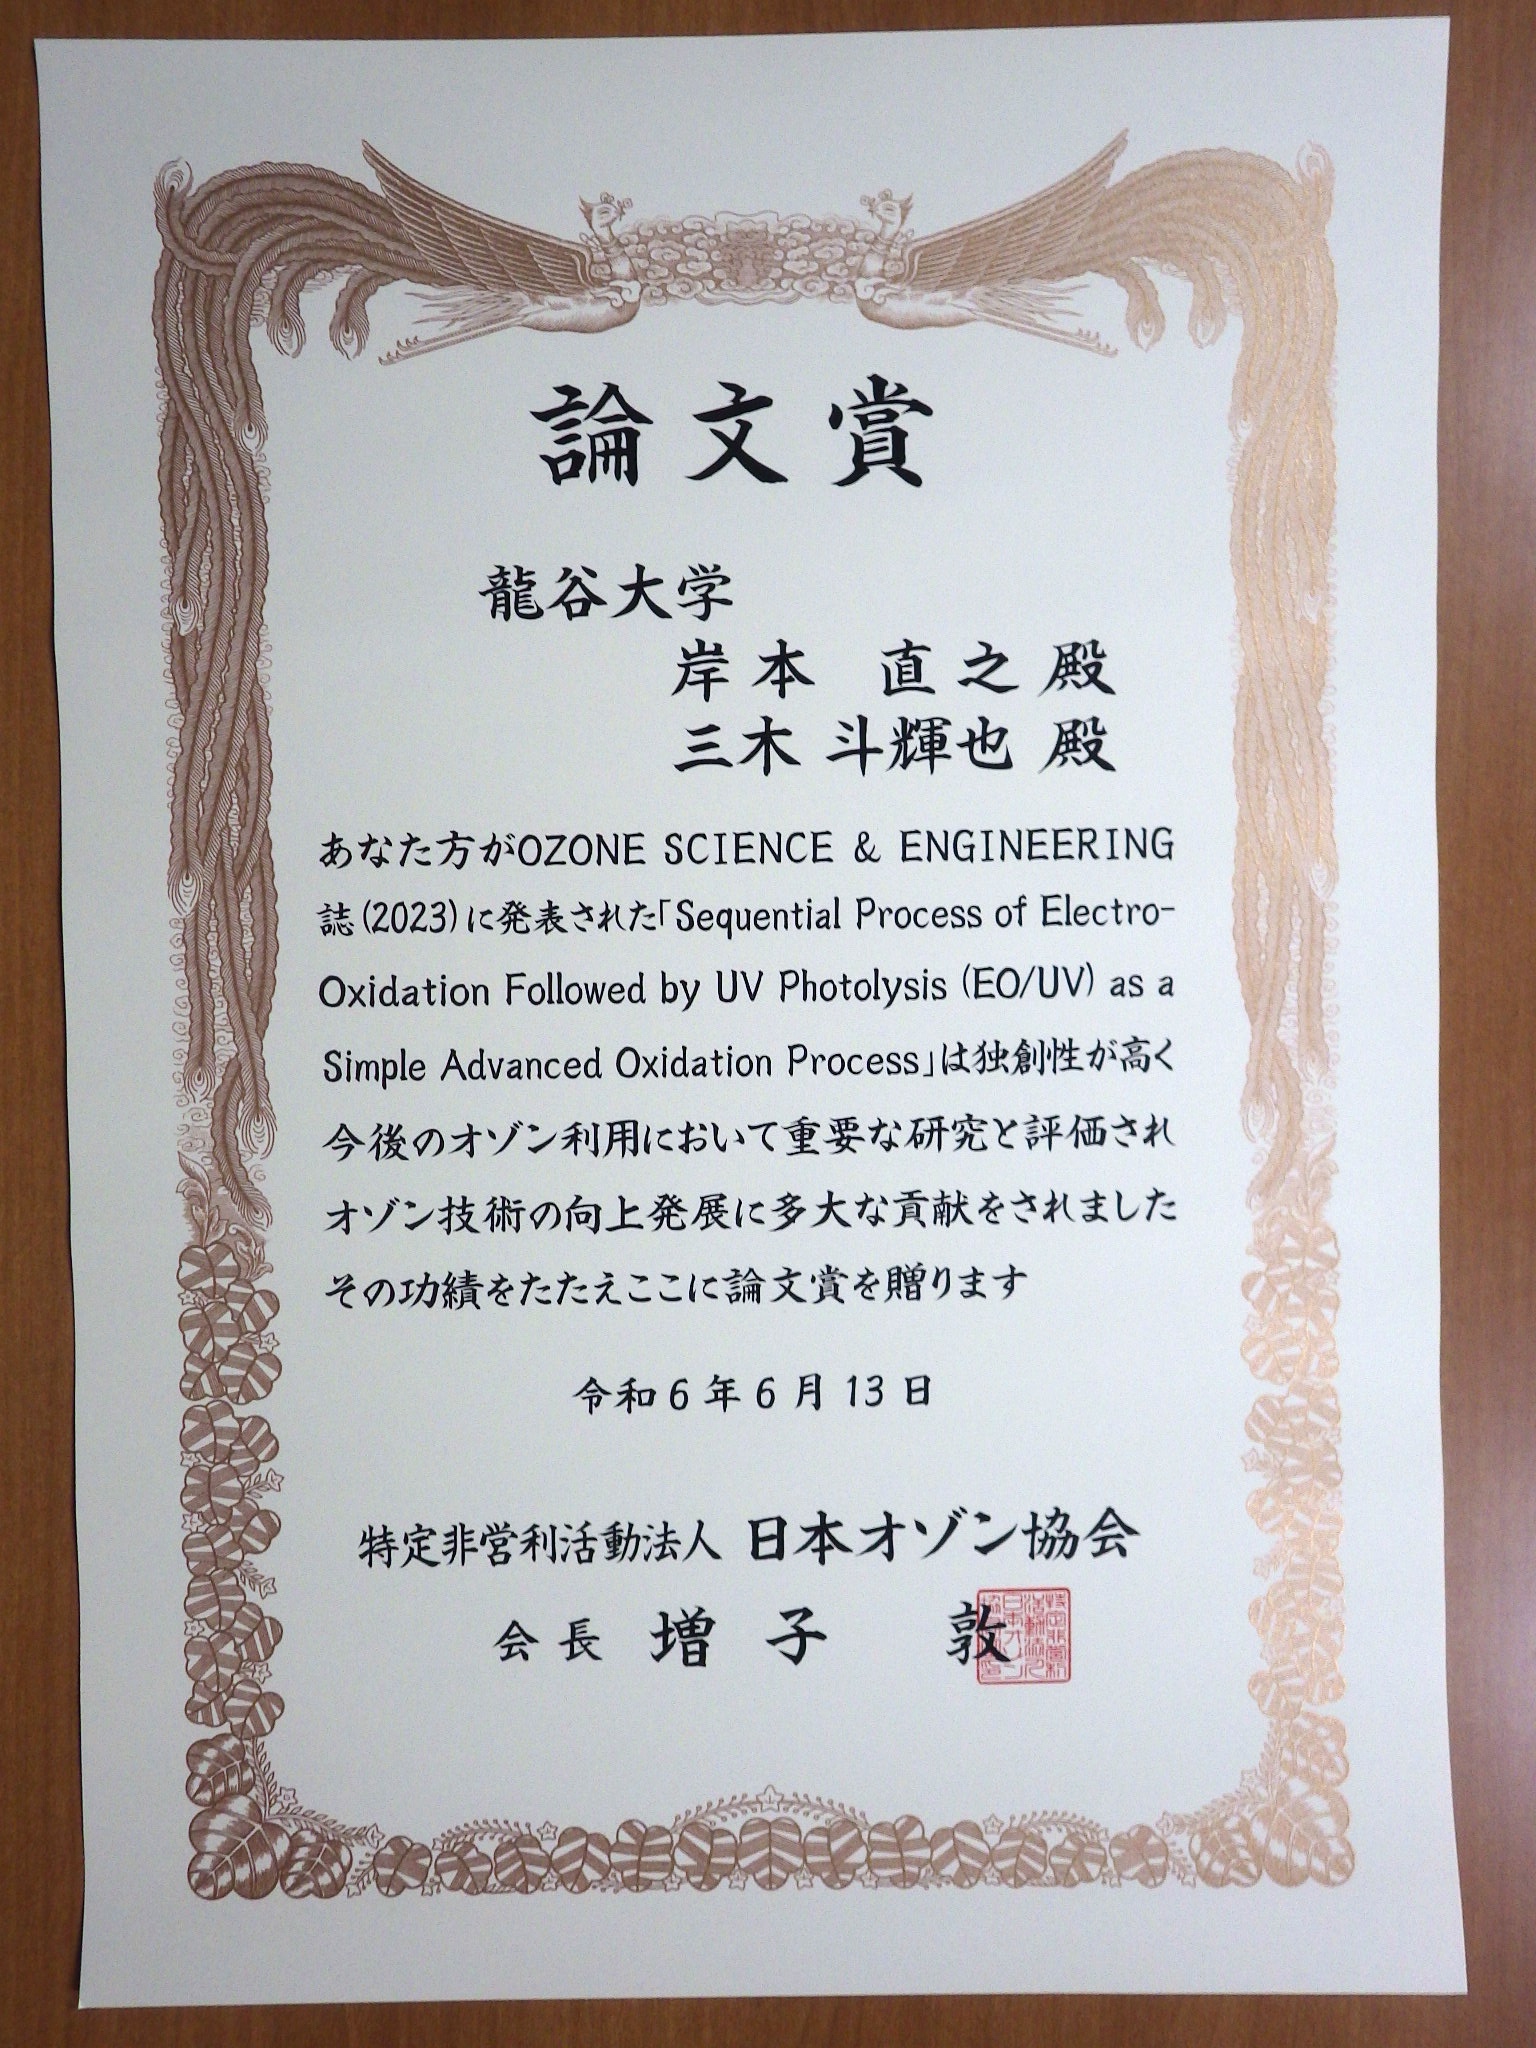 論文賞
龍谷大学
岸本 直之 殿
三木 斗輝也 殿
あなた方がOZONE SCIENCE & ENGINEERING
誌(2023)に発表された「Sequential Process of Electro-
Oxidation Followed by UV Photolysis (EO/UV) as a
Simple Advanced Oxidation Process」は独創性が高く
今後のオゾン利用において重要な研究と評価され
オゾン技術の向上発展に多大な貢献をされました
その功績をたたえここに論文賞を贈ります
令和6年6月13日
特定非営利活動法人 日本オゾン協会
会長 増子 敦